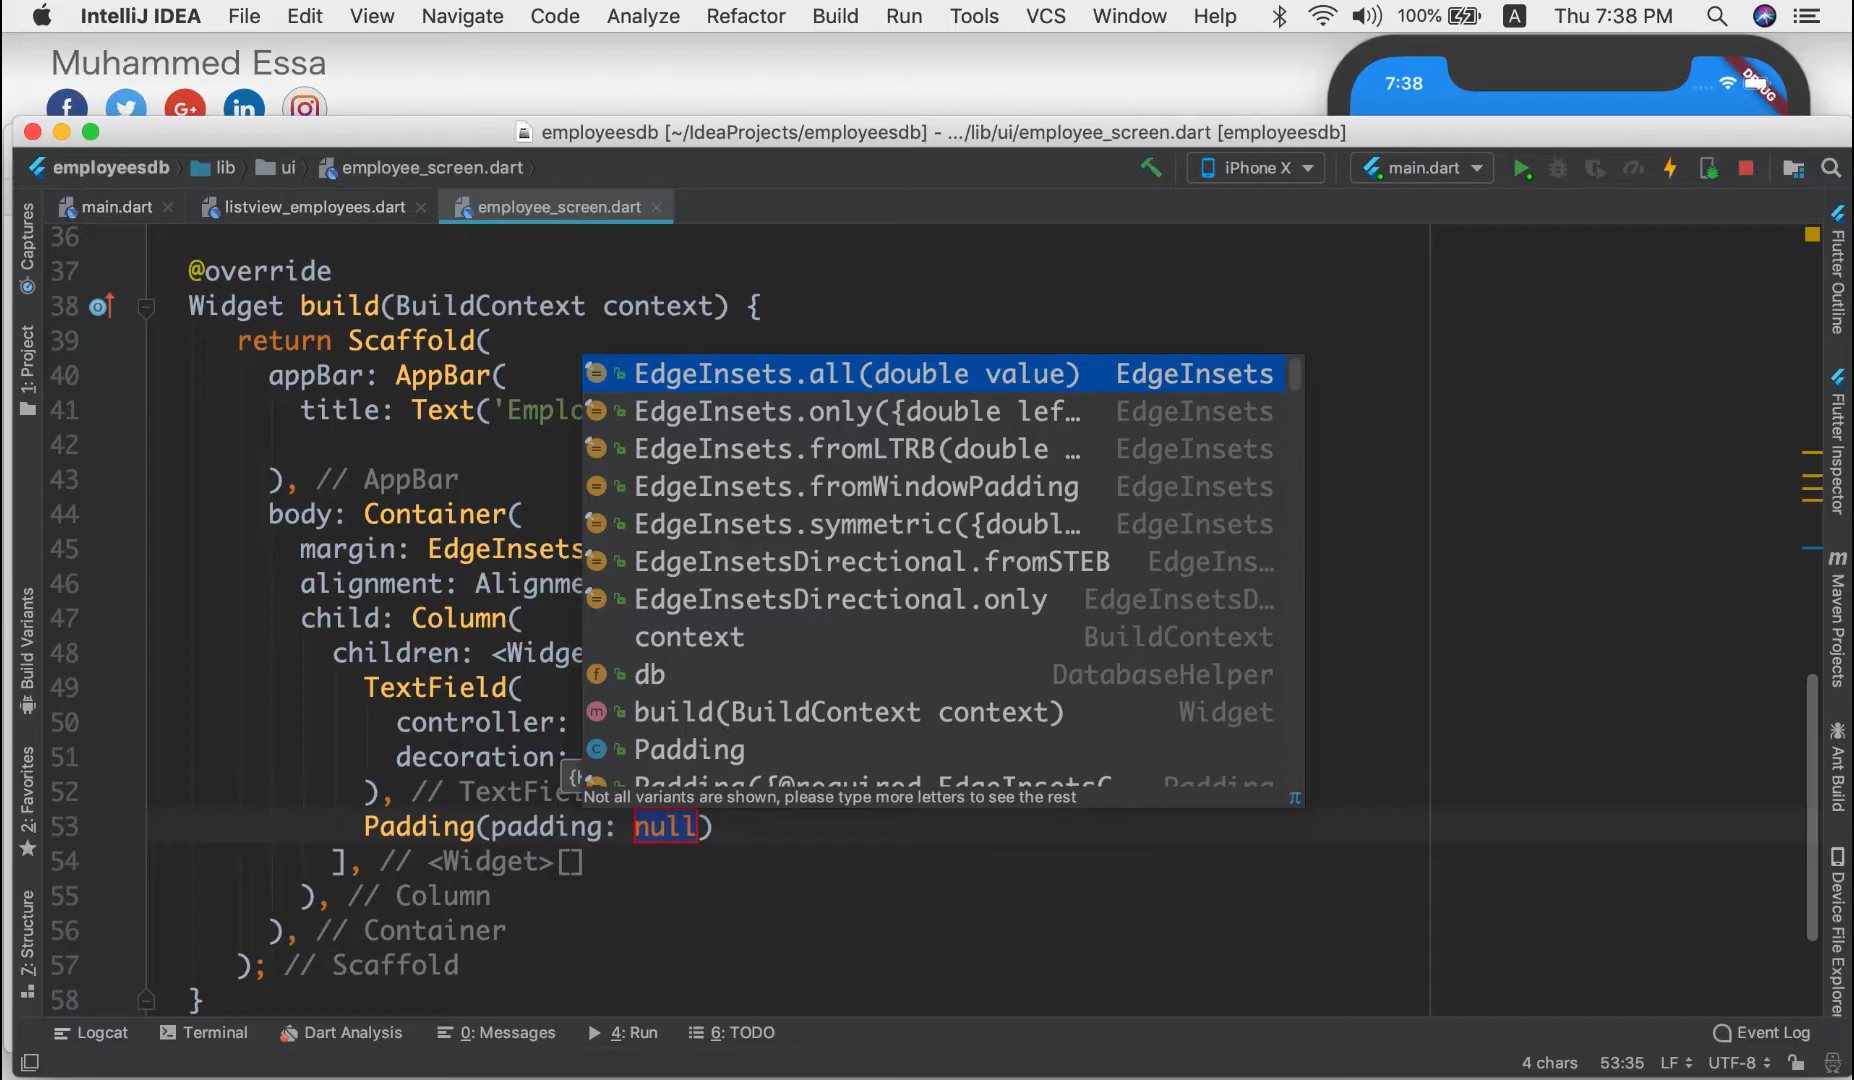 IntelliJ IDEA File Edit View Navigate Code Analyze Refactor Build Run Tools VCS Window Help 100% A Thu 7:38 PM
Muhammed Essa
7:38
DEBUG
employeesdb [~/IdeaProjects/employeesdb] - .../lib/ui/employee_screen.dart [employeesdb]
employeesdb lib ui employee_screen.dart iPhone X main.dart
main.dart listview_employees.dart employee_screen.dart
36
37 @override
38 Widget build(BuildContext context) {
39 return Scaffold(
40 appBar: AppBar(
41 title: Text('Emplo
42
43 ), // AppBar
44 body: Container(
45 margin: EdgeInsets
46 alignment: Alignme
47 child: Column(
48 children: <Widge
49 TextField(
50 controller:
51 decoration:
52 ), // TextFie
53 Padding(padding: null)
54 ], // <Widget>[]
55 ), // Column
56 ), // Container
57 ); // Scaffold
58 }
EdgeInsets.all(double value) EdgeInsets
EdgeInsets.only({double lef… EdgeInsets
EdgeInsets.fromLTRB(double … EdgeInsets
EdgeInsets.fromWindowPadding EdgeInsets
EdgeInsets.symmetric({doubl… EdgeInsets
EdgeInsetsDirectional.fromSTEB EdgeIns…
EdgeInsetsDirectional.only EdgeInsetsD…
context BuildContext
db DatabaseHelper
build(BuildContext context) Widget
Padding
Padding({@required EdgeInsetsG Padding
Not all variants are shown, please type more letters to see the rest π
Captures
1: Project
Build Variants
2: Favorites
7: Structure
Flutter Outline
Flutter Inspector
Maven Projects
Ant Build
Device File Explorer
Logcat Terminal Dart Analysis 0: Messages 4: Run 6: TODO Event Log
4 chars 53:35 LF UTF-8